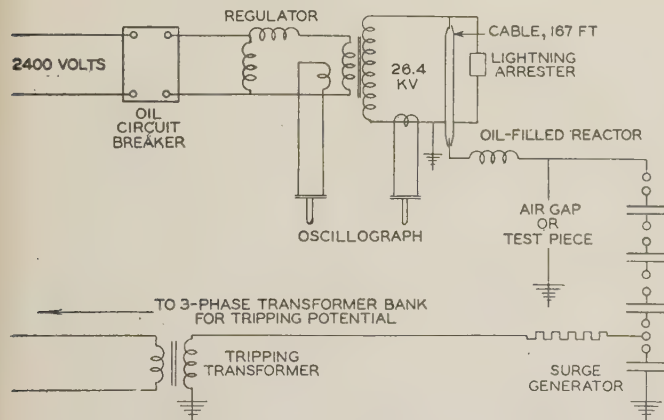 REGULATOR
CABLE, 167 FT
2400 VOLTS
26.4
KV
LIGHTNING
ARRESTER
OIL
CIRCUIT
BREAKER
OIL-FILLED REACTOR
OSCILLOGRAPH
AIR GAP
OR
TEST PIECE
TO 3-PHASE TRANSFORMER BANK
FOR TRIPPING POTENTIAL
TRIPPING
TRANSFORMER
SURGE
GENERATOR